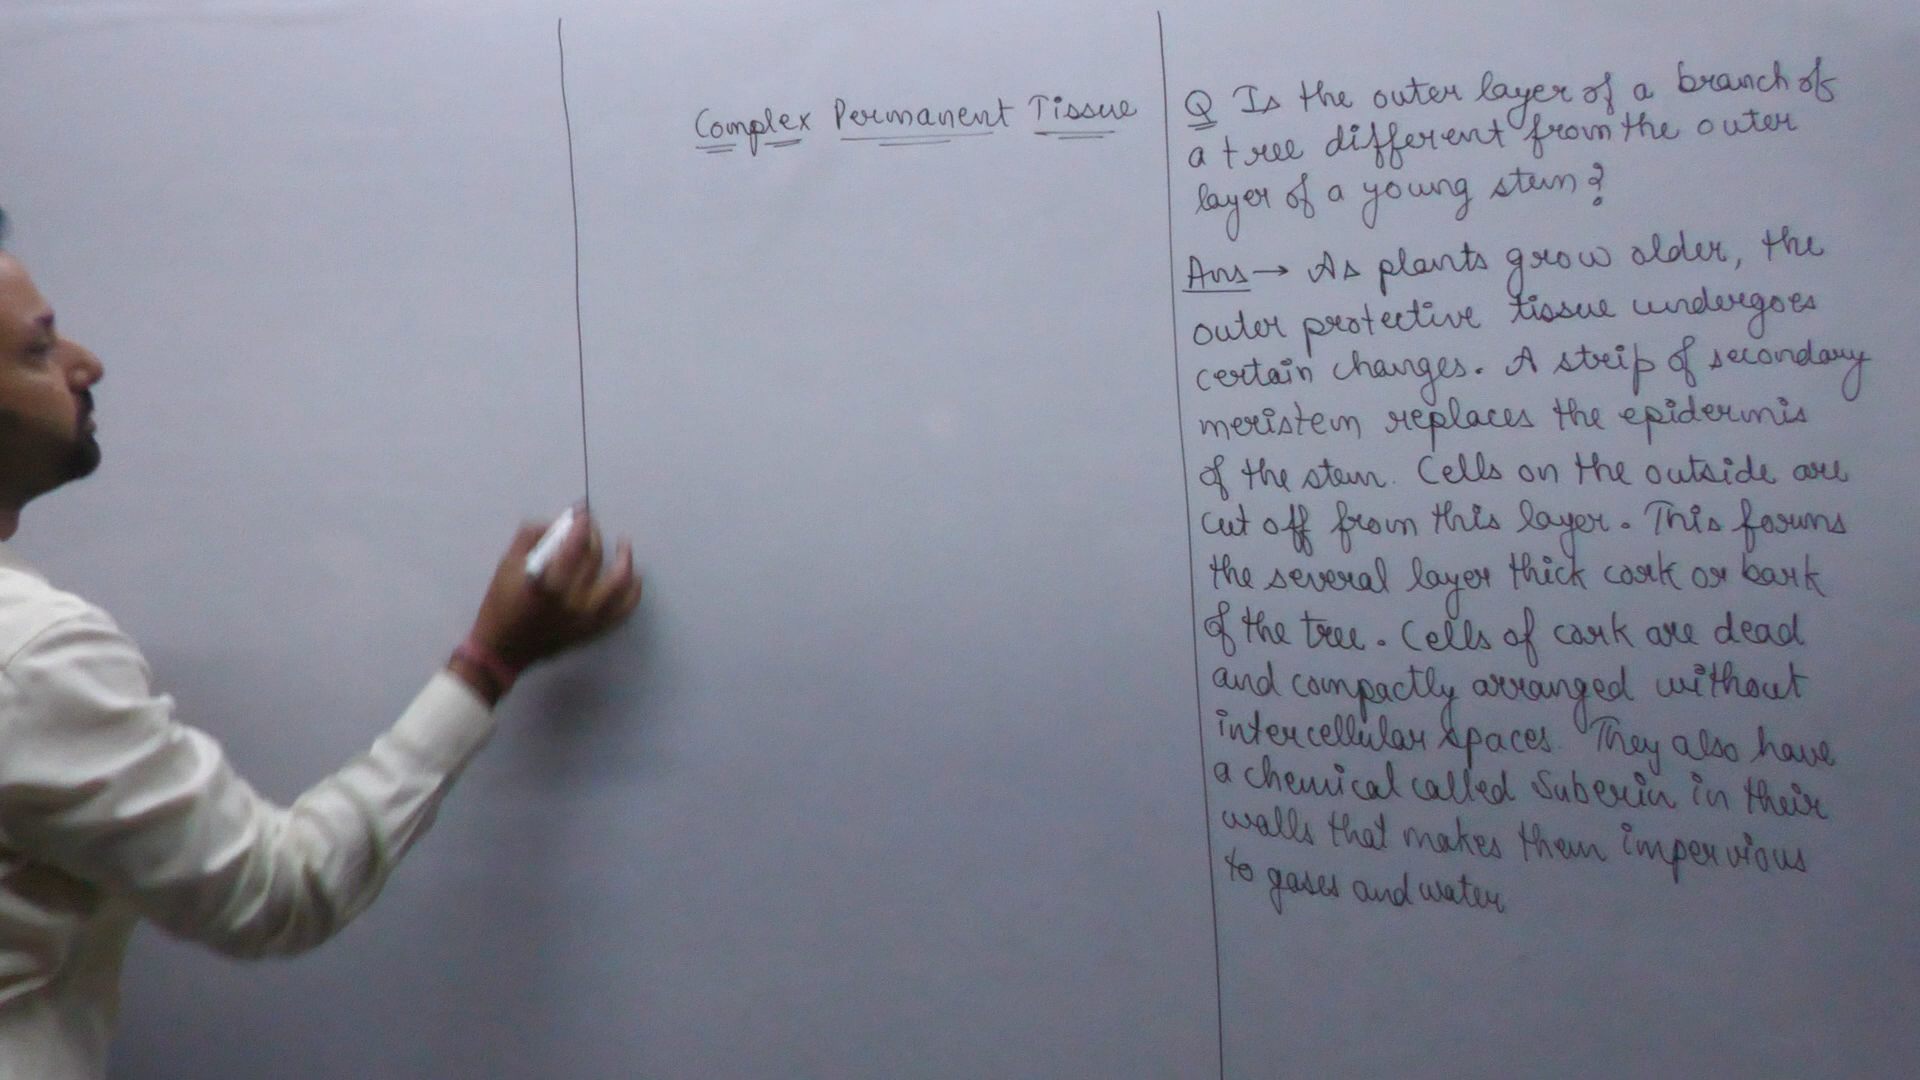 Complex Permanent Tissue
Q Is the outer layer of a branch of
a tree different from the outer
layer of a young stem?
Ans → As plants grow older, the
outer protective tissue undergoes
certain changes. A strip of secondary
meristem replaces the epidermis
of the stem. Cells on the outside are
cut off from this layer. This forms
the several layer thick cork or bark
of the tree. Cells of cork are dead
and compactly arranged without
intercellular spaces. They also have
a chemical called Suberin in their
walls that makes them impervious
to gases and water